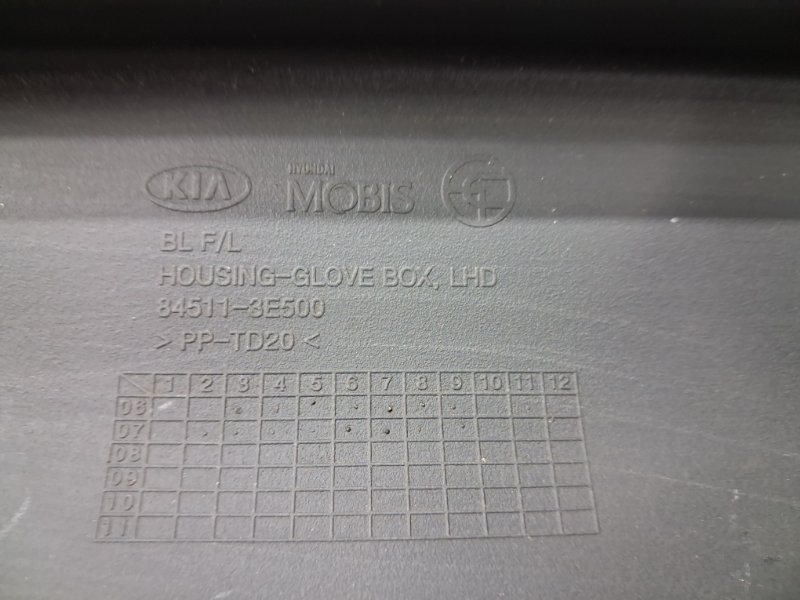 KIA HYUNDAI MOBIS
BL F/L
HOUSING-GLOVE BOX, LHD
84511-3E500
> PP-TD20 <
1 2 3 4 5 6 7 8 9 10 11 12
06
07
08
09
10
11